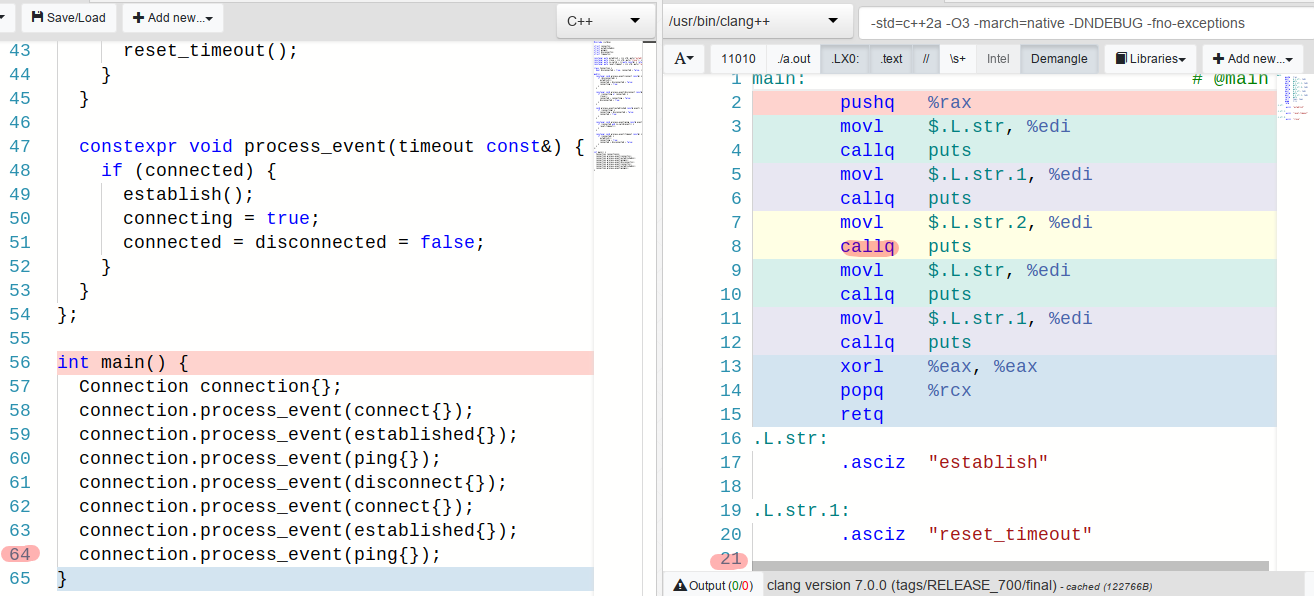 Save/Load Add new... C++
43 reset_timeout();
44 }
45 }
46
47 constexpr void process_event(timeout const&) {
48 if (connected) {
49 establish();
50 connecting = true;
51 connected = disconnected = false;
52 }
53 }
54 };
55
56 int main() {
57 Connection connection{};
58 connection.process_event(connect{});
59 connection.process_event(established{});
60 connection.process_event(ping{});
61 connection.process_event(disconnect{});
62 connection.process_event(connect{});
63 connection.process_event(established{});
64 connection.process_event(ping{});
65 }
/usr/bin/clang++ -std=c++2a -O3 -march=native -DNDEBUG -fno-exceptions
A 11010 ./a.out .LX0: .text // \s+ Intel Demangle Libraries Add new...
1 main: # @main
2 pushq %rax
3 movl $.L.str, %edi
4 callq puts
5 movl $.L.str.1, %edi
6 callq puts
7 movl $.L.str.2, %edi
8 callq puts
9 movl $.L.str, %edi
10 callq puts
11 movl $.L.str.1, %edi
12 callq puts
13 xorl %eax, %eax
14 popq %rcx
15 retq
16 .L.str:
17 .asciz "establish"
18
19 .L.str.1:
20 .asciz "reset_timeout"
21
Output (0/0) clang version 7.0.0 (tags/RELEASE_700/final) - cached (122766B)